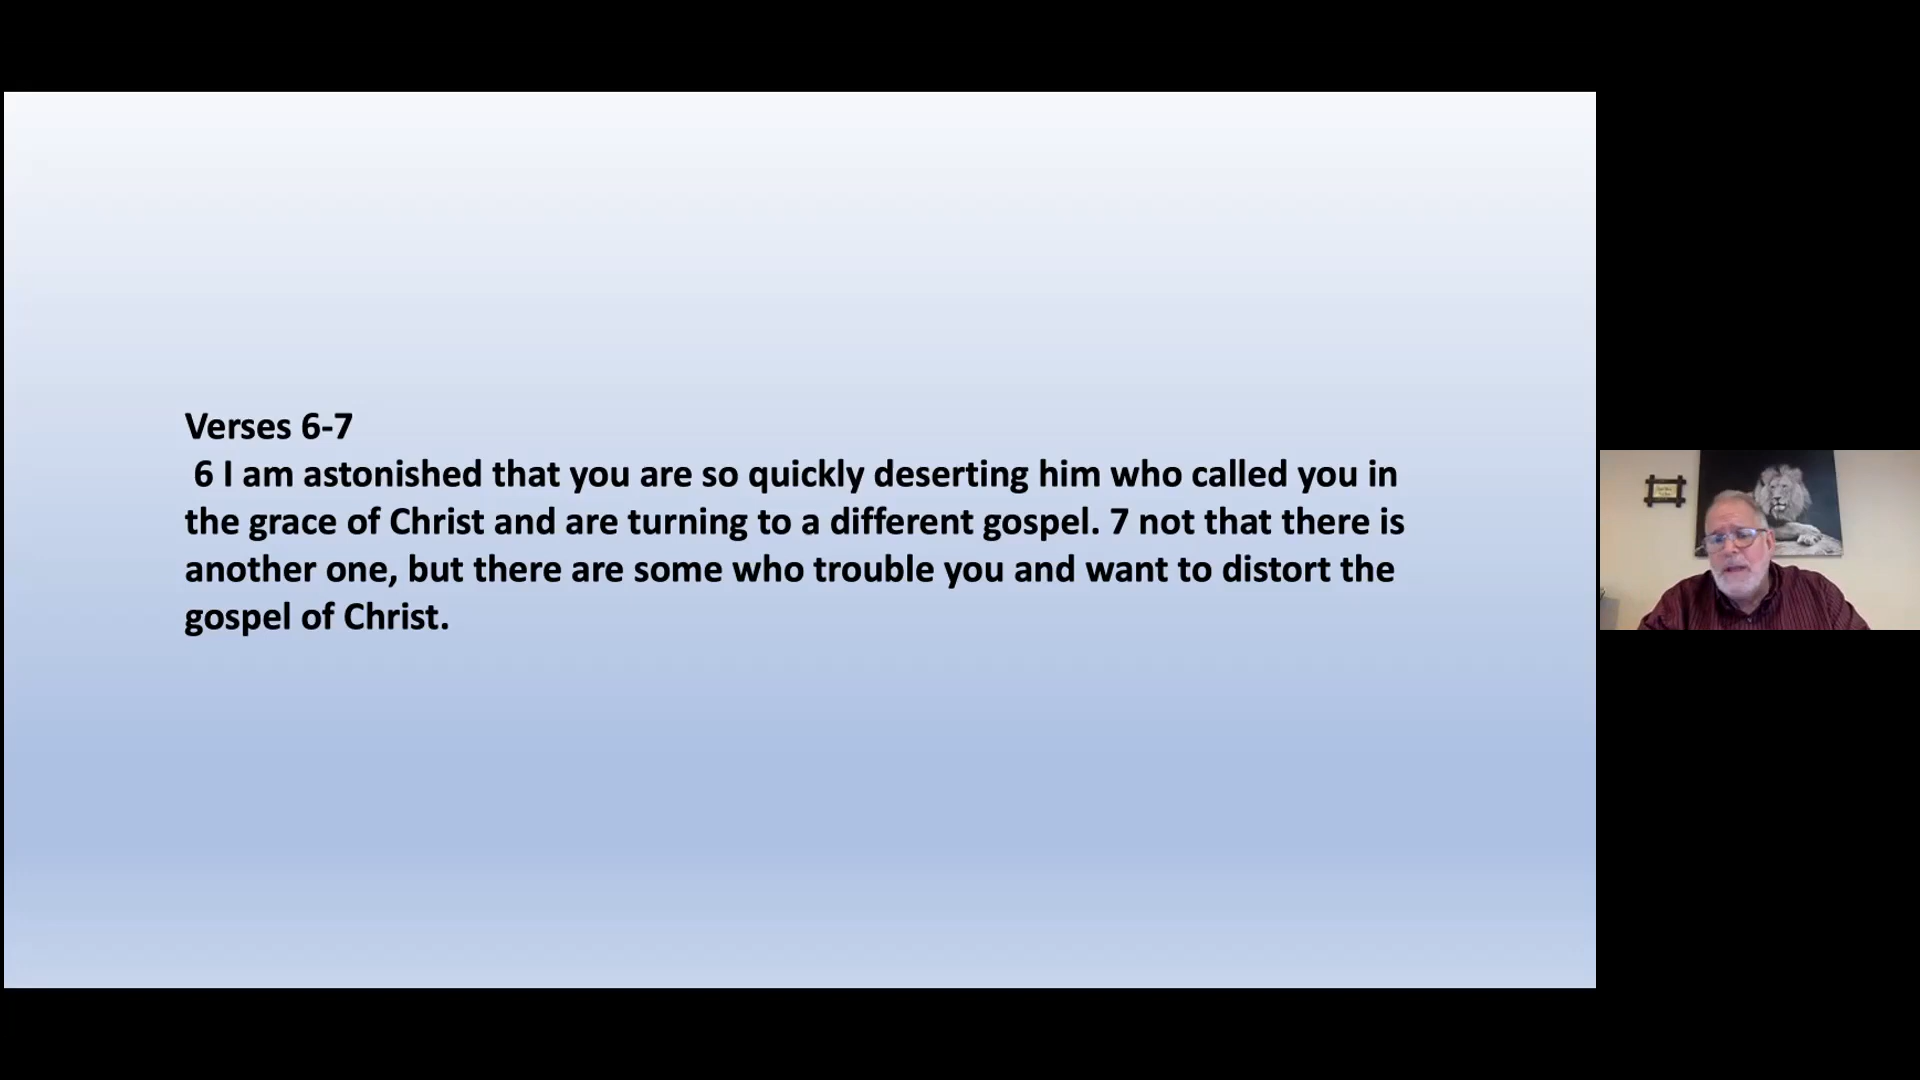 Verses 6-7
6 I am astonished that you are so quickly deserting him who called you in
the grace of Christ and are turning to a different gospel. 7 not that there is
another one, but there are some who trouble you and want to distort the
gospel of Christ.